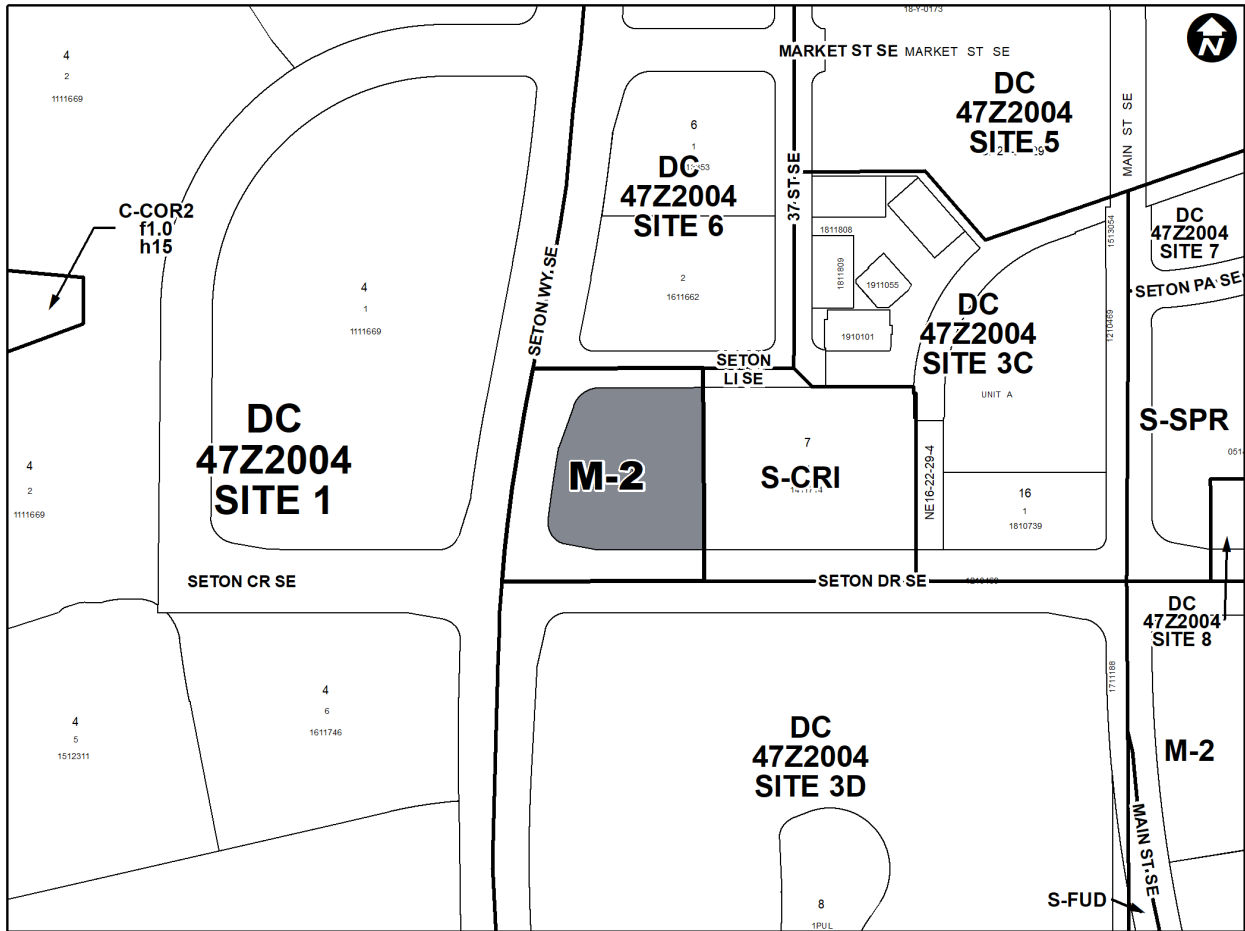 18-Y-0173
N
MARKET ST SE
MARKET ST SE
4
2
1111669
DC
47Z2004
SITE 5
MAIN ST SE
6
1
DC
47Z2004
SITE 6
37 ST SE
C-COR2
f1.0
h15
1811808
1811809
1911055
1910101
1513054
DC
47Z2004
SITE 7
SETON PA SE
4
1
1111669
2
1611662
SETON WY SE
DC
47Z2004
SITE 3C
1210469
SETON
LI SE
UNIT A
DC
47Z2004
SITE 1
M-2
7
S-CRI
NE16-22-29-4
16
1
1810739
S-SPR
4
2
1111669
SETON CR SE
SETON DR SE
DC
47Z2004
SITE 8
1711188
4
6
1611746
4
5
1512311
DC
47Z2004
SITE 3D
M-2
MAIN ST SE
8
1PUL
S-FUD